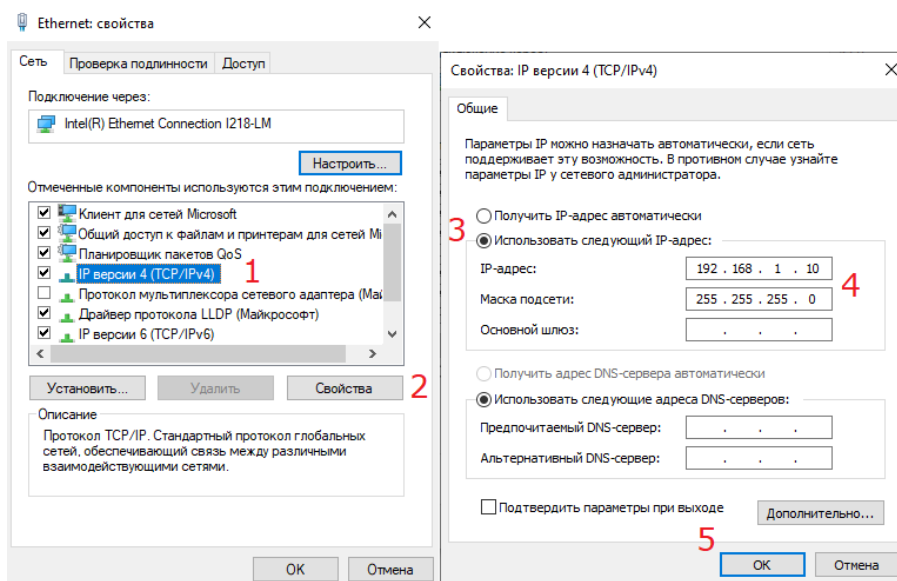 Ethernet: свойства
Сеть
Проверка подлинности
Доступ
Подключение через:
Intel(R) Ethernet Connection I218-LM
Настроить...
Отмеченные компоненты используются этим подключением:
Клиент для сетей Microsoft
Общий доступ к файлам и принтерам для сетей Mi
Планировщик пакетов QoS
IP версии 4 (TCP/IPv4)
1
Протокол мультиплексора сетевого адаптера (Май
Драйвер протокола LLDP (Майкрософт)
IP версии 6 (TCP/IPv6)
Установить...
Удалить
Свойства
2
Описание
Протокол TCP/IP. Стандартный протокол глобальных
сетей, обеспечивающий связь между различными
взаимодействующими сетями.
OK
Отмена
Свойства: IP версии 4 (TCP/IPv4)
Общие
Параметры IP можно назначать автоматически, если сеть
поддерживает эту возможность. В противном случае узнайте
параметры IP у сетевого администратора.
Получить IP-адрес автоматически
3
Использовать следующий IP-адрес:
IP-адрес:
192 . 168 . 1 . 10
4
Маска подсети:
255 . 255 . 255 . 0
Основной шлюз:
. . .
Получить адрес DNS-сервера автоматически
Использовать следующие адреса DNS-серверов:
Предпочитаемый DNS-сервер:
. . .
Альтернативный DNS-сервер:
. . .
Подтвердить параметры при выходе
Дополнительно...
5
OK
Отмена